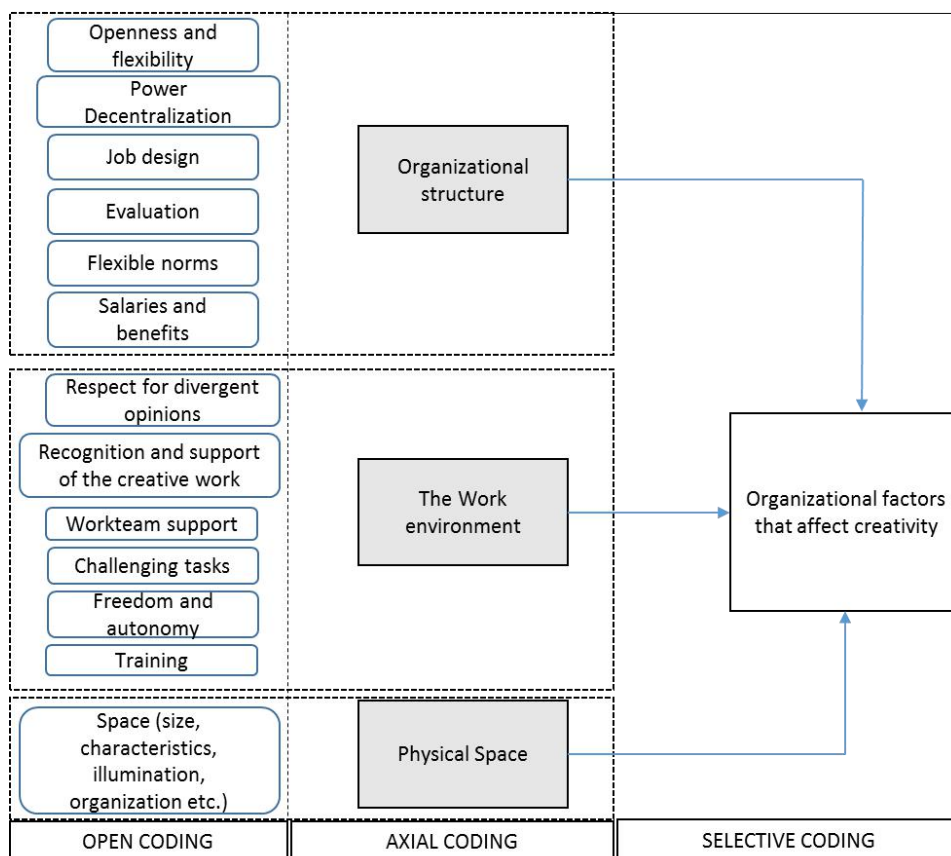 Openness and
flexibility
Power
Decentralization
Job design
Evaluation
Flexible norms
Salaries and
benefits
Organizational
structure
Respect for divergent
opinions
Recognition and support
of the creative work
Workteam support
Challenging tasks
Freedom and
autonomy
Training
The Work
environment
Organizational factors
that affect creativity
Space (size,
characteristics,
illumination,
organization etc.)
Physical Space
OPEN CODING
AXIAL CODING
SELECTIVE CODING